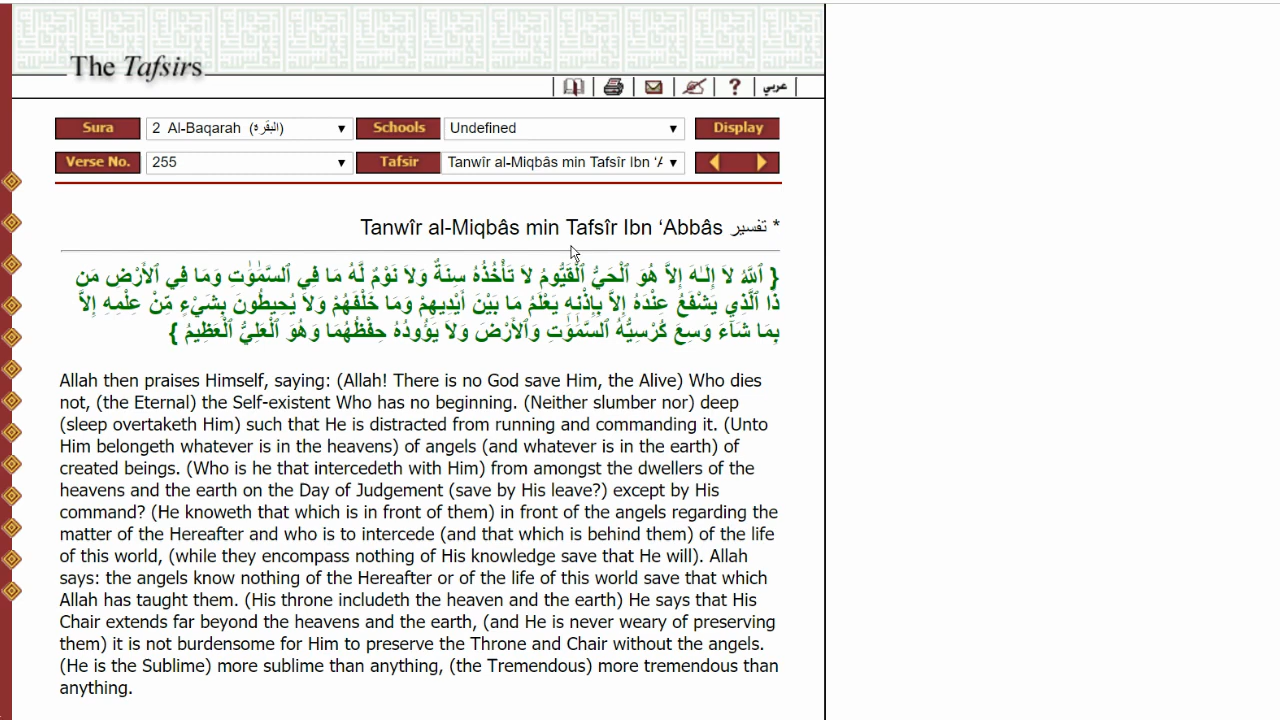 The Tafsirs
عربي
Sura
2 Al-Baqarah (البقرة)
Schools
Undefined
Display
Verse No.
255
Tafsir
Tanwîr al-Miqbâs min Tafsîr Ibn ‘A
* تفسير Tanwîr al-Miqbâs min Tafsîr Ibn ‘Abbâs
{ ٱللَّهُ لاَ إِلَـٰهَ إِلاَّ هُوَ ٱلْحَيُّ ٱلْقَيُّومُ لاَ تَأْخُذُهُ سِنَةٌ وَلاَ نَوْمٌ لَّهُ مَا فِي ٱلسَّمَٰوَٰتِ وَمَا فِي ٱلأَرْضِ مَن
ذَا ٱلَّذِي يَشْفَعُ عِنْدَهُ إِلاَّ بِإِذْنِهِ يَعْلَمُ مَا بَيْنَ أَيْدِيهِمْ وَمَا خَلْفَهُمْ وَلاَ يُحِيطُونَ بِشَيْءٍ مِّنْ عِلْمِهِ إِلاَّ
بِمَا شَآءَ وَسِعَ كُرْسِيُّهُ ٱلسَّمَٰوَٰتِ وَٱلأَرْضَ وَلاَ يَؤُودُهُ حِفْظُهُمَا وَهُوَ ٱلْعَلِيُّ ٱلْعَظِيمُ }
Allah then praises Himself, saying: (Allah! There is no God save Him, the Alive) Who dies
not, (the Eternal) the Self-existent Who has no beginning. (Neither slumber nor) deep
(sleep overtaketh Him) such that He is distracted from running and commanding it. (Unto
Him belongeth whatever is in the heavens) of angels (and whatever is in the earth) of
created beings. (Who is he that intercedeth with Him) from amongst the dwellers of the
heavens and the earth on the Day of Judgement (save by His leave?) except by His
command? (He knoweth that which is in front of them) in front of the angels regarding the
matter of the Hereafter and who is to intercede (and that which is behind them) of the life
of this world, (while they encompass nothing of His knowledge save that He will). Allah
says: the angels know nothing of the Hereafter or of the life of this world save that which
Allah has taught them. (His throne includeth the heaven and the earth) He says that His
Chair extends far beyond the heavens and the earth, (and He is never weary of preserving
them) it is not burdensome for Him to preserve the Throne and Chair without the angels.
(He is the Sublime) more sublime than anything, (the Tremendous) more tremendous than
anything.